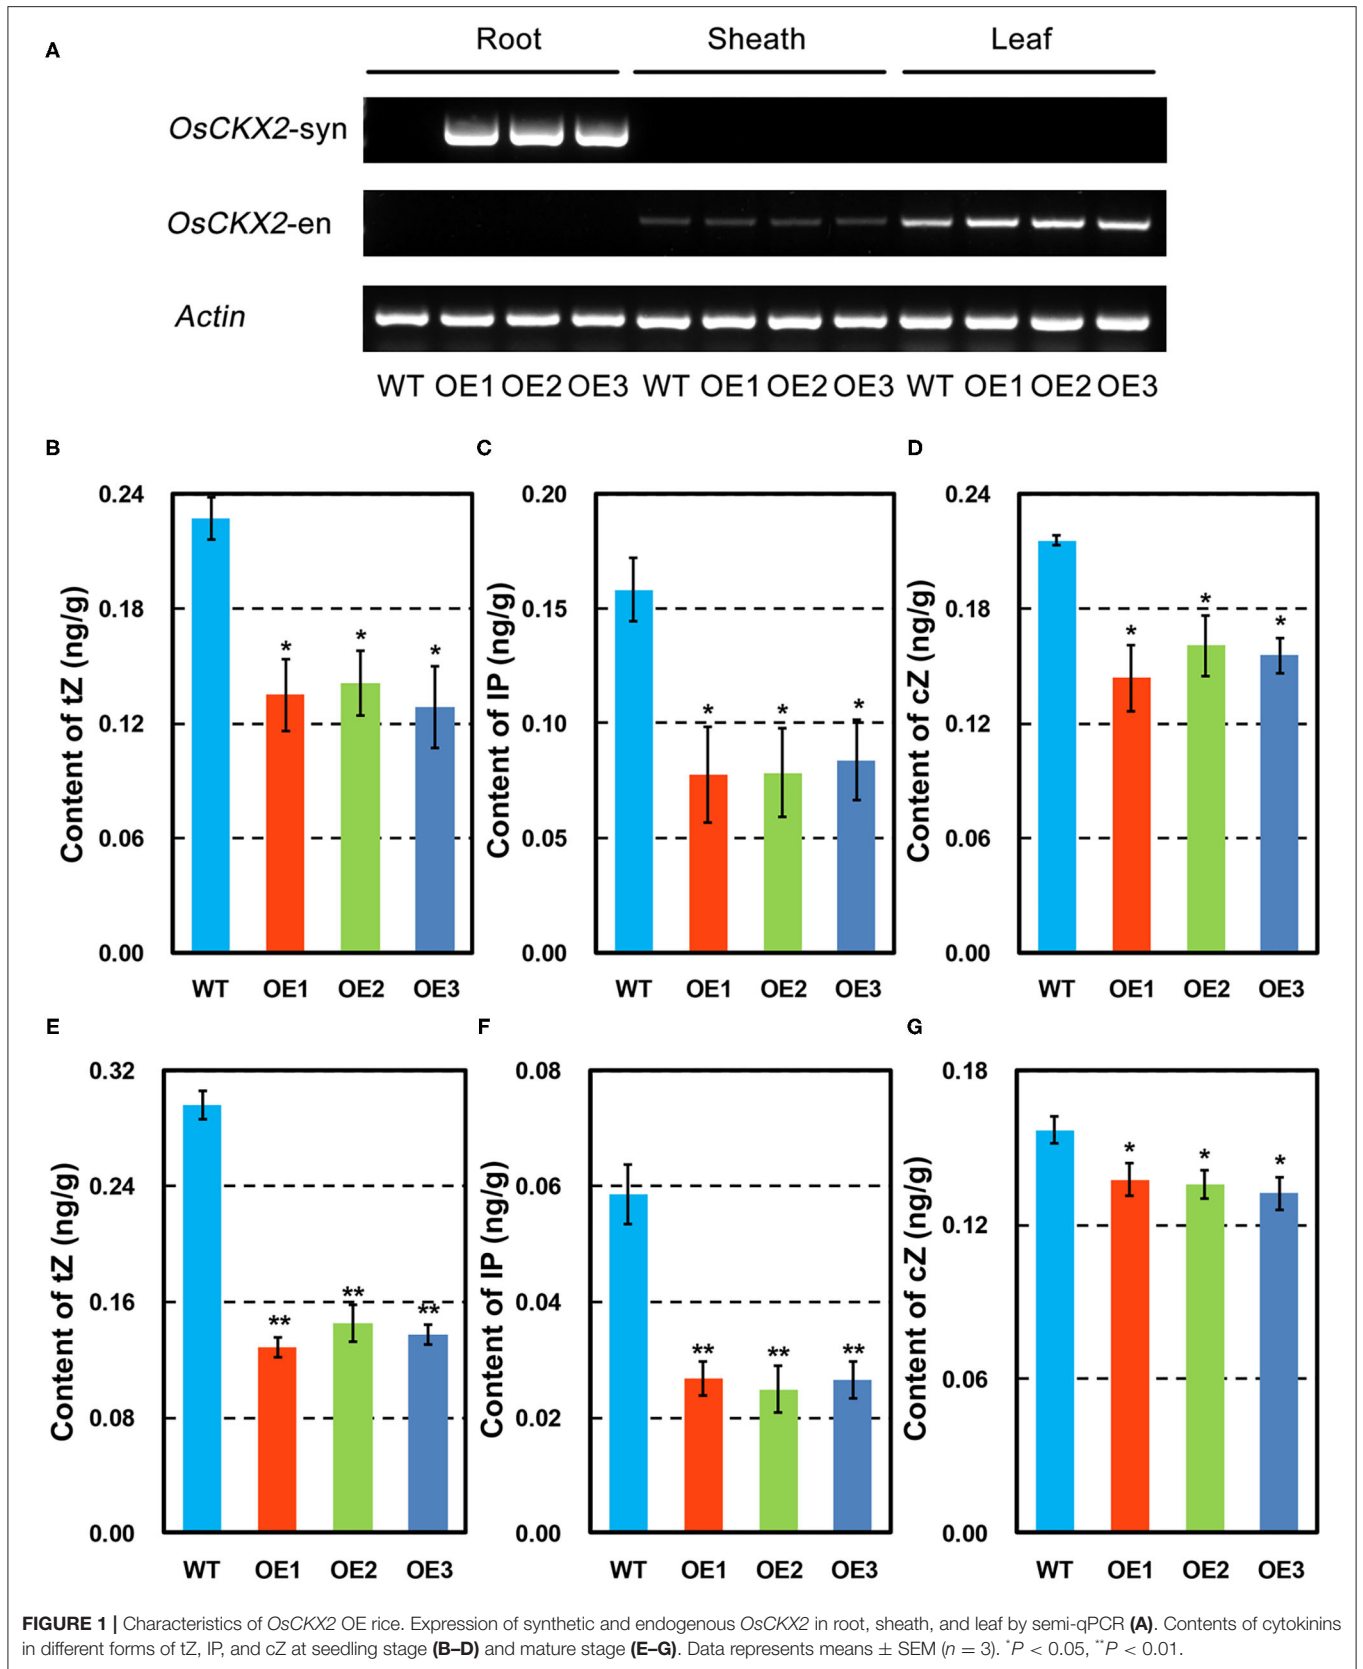 A
Root Sheath Leaf
OsCKX2-syn
OsCKX2-en
Actin
WT OE1 OE2 OE3 WT OE1 OE2 OE3 WT OE1 OE2 OE3
B
Content of tZ (ng/g)
0.24
0.18
0.12
0.06
0.00
* * *
WT OE1 OE2 OE3
C
Content of IP (ng/g)
0.20
0.15
0.10
0.05
0.00
* * *
WT OE1 OE2 OE3
D
Content of cZ (ng/g)
0.24
0.18
0.12
0.06
0.00
* * *
WT OE1 OE2 OE3
E
Content of tZ (ng/g)
0.32
0.24
0.16
0.08
0.00
** ** **
WT OE1 OE2 OE3
F
Content of IP (ng/g)
0.08
0.06
0.04
0.02
0.00
** ** **
WT OE1 OE2 OE3
G
Content of cZ (ng/g)
0.18
0.12
0.06
0.00
* * *
WT OE1 OE2 OE3
FIGURE 1 | Characteristics of OsCKX2 OE rice. Expression of synthetic and endogenous OsCKX2 in root, sheath, and leaf by semi-qPCR (A). Contents of cytokinins
in different forms of tZ, IP, and cZ at seedling stage (B–D) and mature stage (E–G). Data represents means ± SEM (n = 3). *P < 0.05, **P < 0.01.